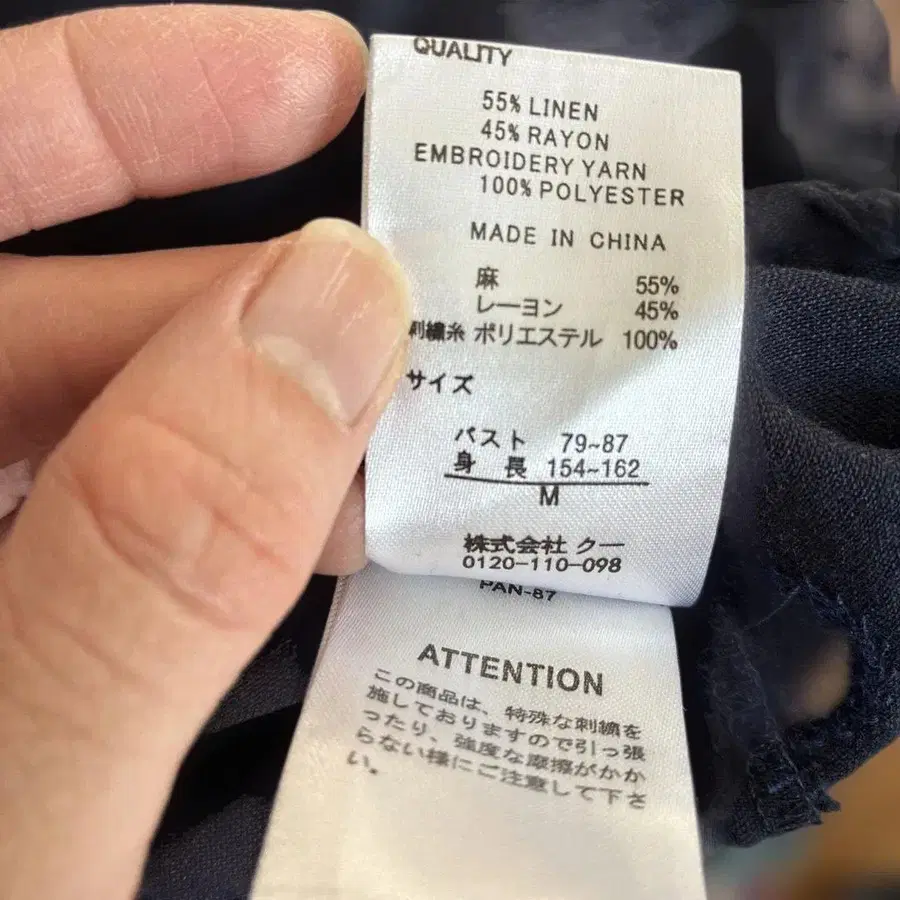 QUALITY
55% LINEN
45% RAYON
EMBROIDERY YARN
100% POLYESTER
MADE IN CHINA
麻 55%
レーヨン 45%
刺繍糸 ポリエステル 100%
サイズ
バスト 79~87
身長 154~162
M
株式会社 クー
0120-110-098
PAN-87
ATTENTION
この商品は、特殊な刺繍を
施しておりますので引っ張
ったり、強度な摩擦がかか
らない様にご注意して下さ
い。